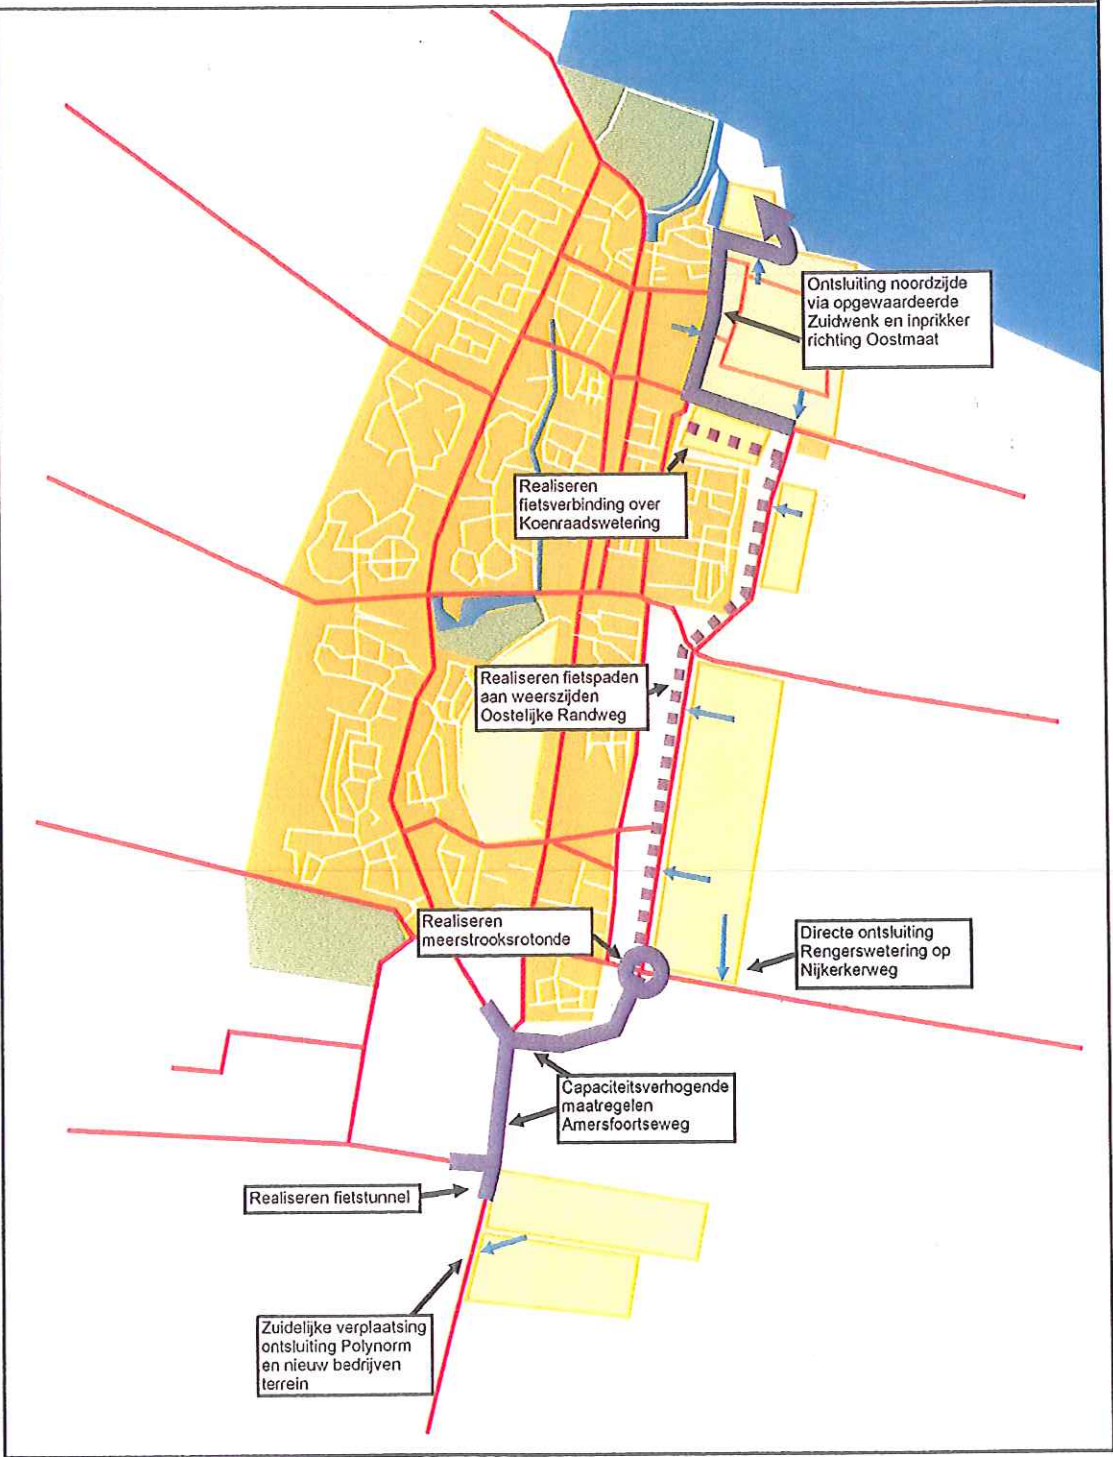 Ontsluiting noordzijde
via opgewaardeerde
Zuidwenk en inprikker
richting Oostmaat
Realiseren
fietsverbinding over
Koenraadswetering
Realiseren fietspaden
aan weerszijden
Oostelijke Randweg
Realiseren
meerstrooksrotonde
Directe ontsluiting
Rengerswetering op
Nijkerkerweg
Capaciteitsverhogende
maatregelen
Amersfoortseweg
Realiseren fietstunnel
Zuidelijke verplaatsing
ontsluiting Polynorm
en nieuw bedrijven
terrein